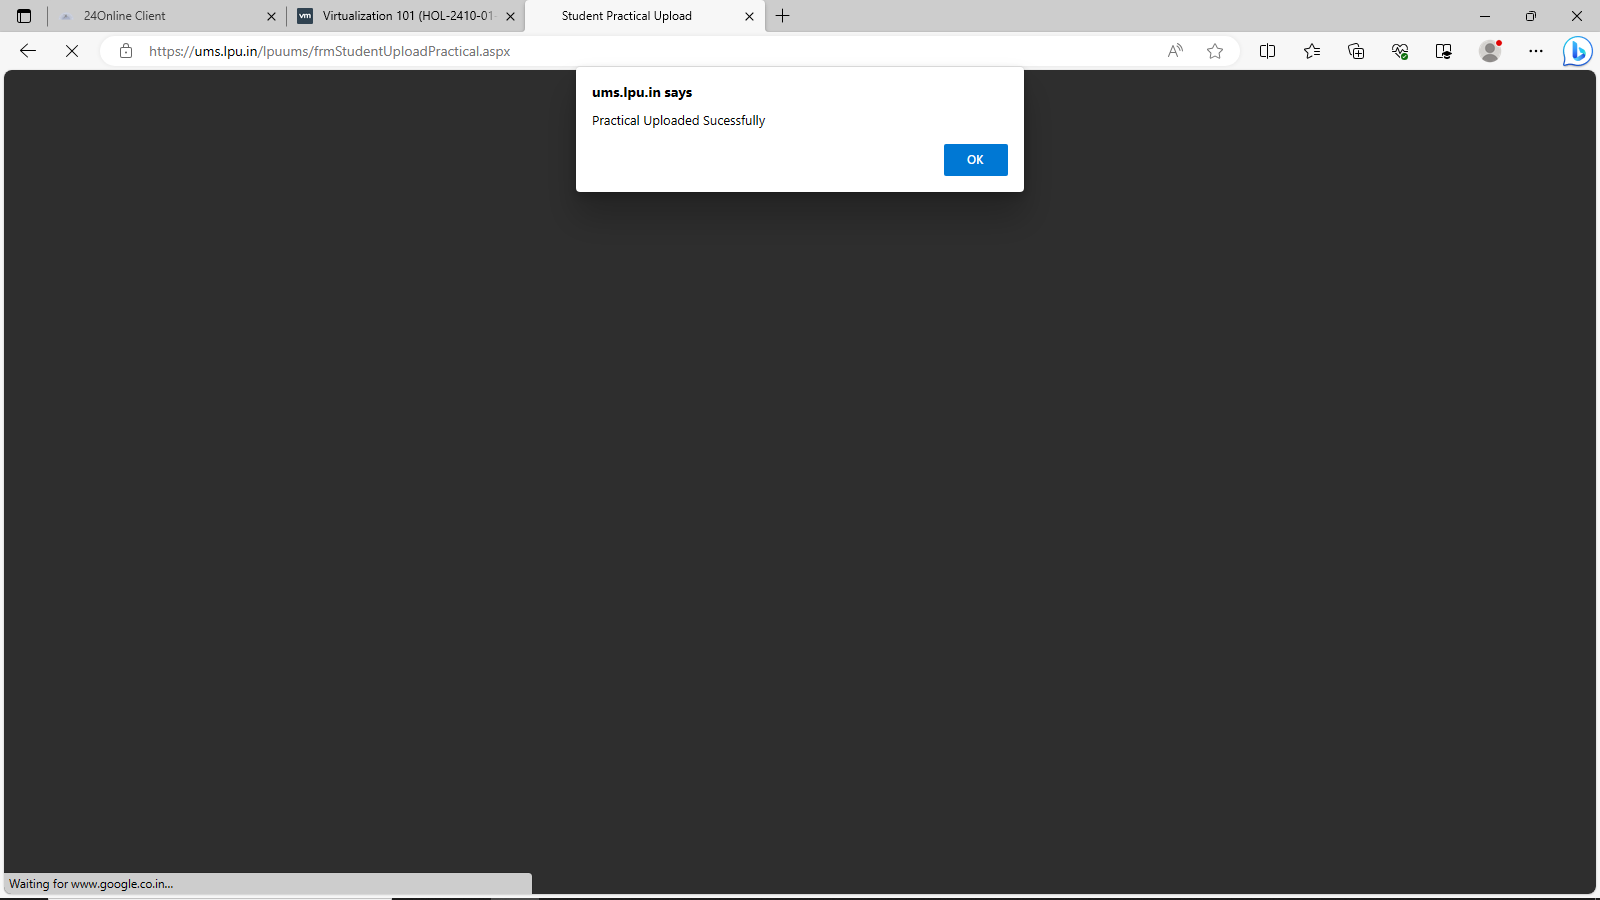 24Online Client
vm Virtualization 101 (HOL-2410-01-
Student Practical Upload
https://ums.lpu.in/lpuums/frmStudentUploadPractical.aspx
ums.lpu.in says
Practical Uploaded Sucessfully
OK
Waiting for www.google.co.in...